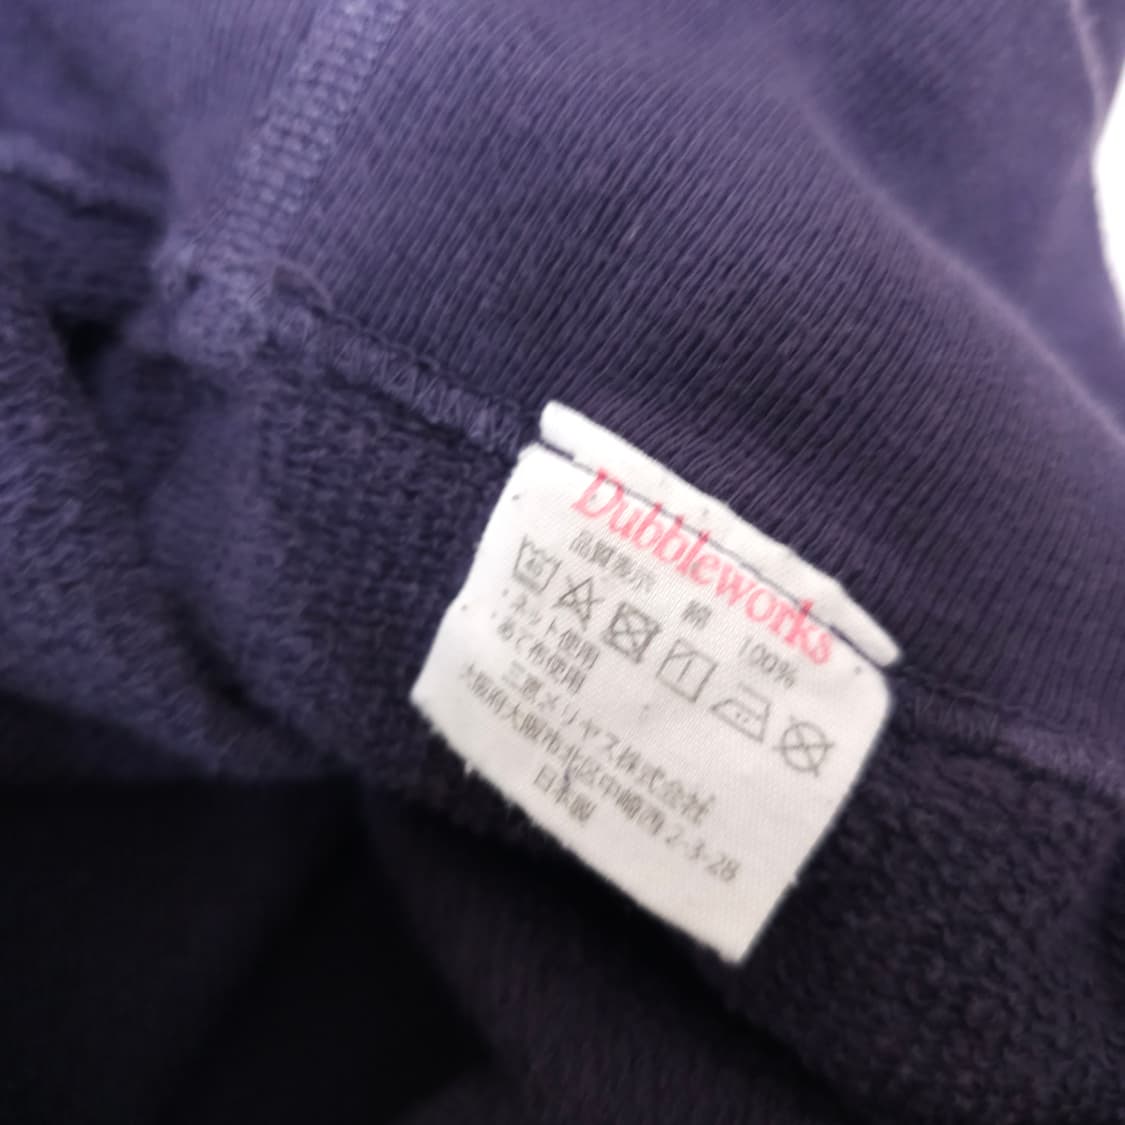 Dubbleworks
品質表示 綿 100%
40
・ネット使用
・あて布使用
三恵メリヤス株式会社
大阪府大阪市北区中崎西 2-3-28
日本製